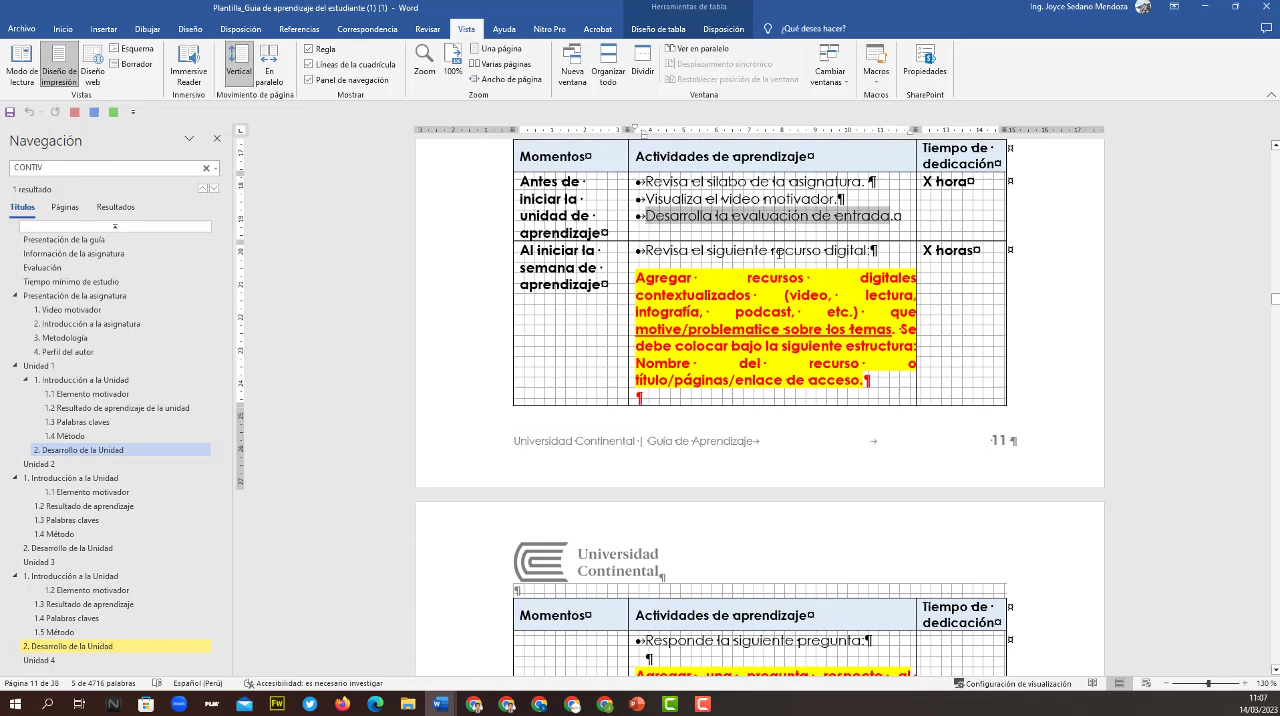 Plantilla_Guia de aprendizaje del estudiante (1) (1) - Word
Herramientas de tabla
Ing. Joyce Sedano Mendoza
Archivo Inicio Insertar Dibujar Diseño Disposición Referencias Correspondencia Revisar Vista Ayuda Nitro Pro Acrobat Diseño de tabla Disposición ¿Qué desea hacer?
Modo de lectura
Diseño de impresión
Diseño web
Esquema
Borrador
Vistas
Immersive Reader
Inmersivo
Vertical
En paralelo
Movimiento de página
Regla
Líneas de la cuadrícula
Panel de navegación
Mostrar
Zoom
100%
Una página
Varias páginas
Ancho de página
Zoom
Nueva ventana
Organizar todo
Dividir
Ver en paralelo
Desplazamiento sincrónico
Restablecer posición de la ventana
Ventana
Cambiar ventanas
Macros
Macros
Propiedades
SharePoint
Navegación
CONTIV
1 resultado
Títulos Páginas Resultados
Presentación de la guía
Información de la asignatura
Evaluación
Tiempo mínimo de estudio
Presentación de la asignatura
1. Video motivador
2. Introducción a la asignatura
3. Metodología
4. Perfil del autor
Unidad 1
1. Introducción a la Unidad
1.1 Elemento motivador
1.2 Resultado de aprendizaje de la unidad
1.3 Palabras claves
1.4 Método
2. Desarrollo de la Unidad
Unidad 2
1. Introducción a la Unidad
1.1 Elemento motivador
1.2 Resultado de aprendizaje
1.3 Palabras claves
1.4 Método
2. Desarrollo de la Unidad
Unidad 3
1. Introducción a la Unidad
1.2 Elemento motivador
1.3 Resultado de aprendizaje
1.4 Palabras claves
1.5 Método
2. Desarrollo de la Unidad
Unidad 4
Momentos¤
Actividades de aprendizaje¤
Tiempo de·
dedicación¤
Antes de·
iniciar la·
unidad de·
aprendizaje¤
•Revisa el sílabo de la asignatura. ¶
•Visualiza el video motivador.¶
•Desarrolla la evaluación de entrada.¤
X hora¤
Al iniciar la·
semana de·
aprendizaje¤
•Revisa el siguiente recurso digital:¶
X horas¤
Agregar· recursos digitales
contextualizados (video, lectura,
infografía, podcast, etc.) que
motive/problematice sobre los temas. Se
debe colocar bajo la siguiente estructura:
Nombre· del recurso· o
título/páginas/enlace de acceso.¶
¶
Universidad Continental | Guía de Aprendizaje
11 ¶
Universidad
Continental¶
¶
Momentos¤
Actividades de aprendizaje¤
Tiempo de·
dedicación¤
•Responde la siguiente pregunta:¶
¶
Agregar una pregunta respecto al
Página 11 de 38 5 de 4716 palabras Español (Perú) Accesibilidad: es necesario investigar
Configuración de visualización
130 %
11:07
14/03/2023